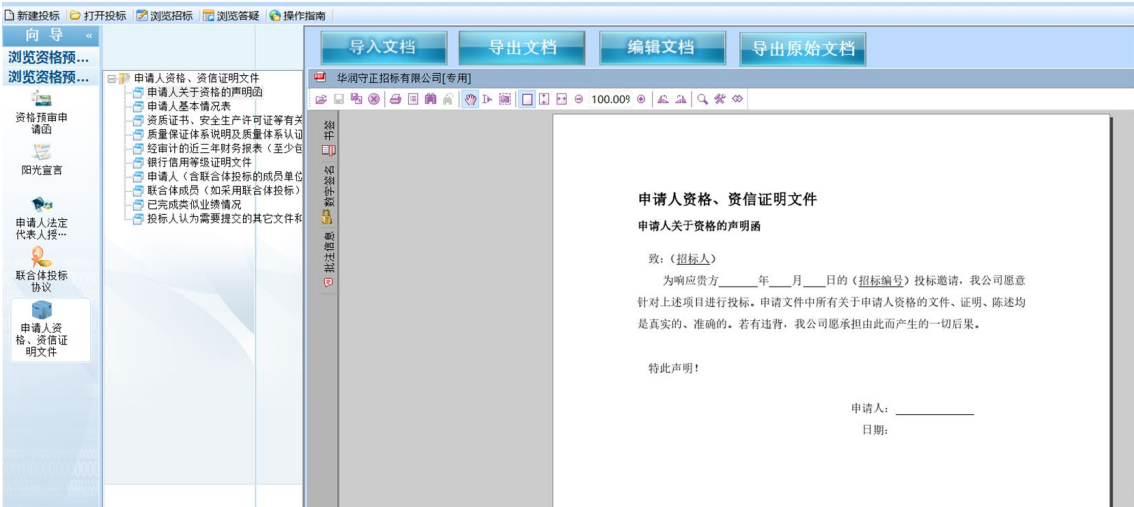 新建投标 打开投标 浏览招标 浏览答疑 操作指南
向 导 «
浏览资格预...
浏览资格预...
资格预审申
请函
阳光宣言
申请人法定
代表人授…
联合体投标
协议
申请人资
格、资信证
明文件
申请人资格、资信证明文件
申请人关于资格的声明函
申请人基本情况表
资质证书、安全生产许可证等有关
质量保证体系说明及质量体系认证
经审计的近三年财务报表（至少包
银行信用等级证明文件
申请人（含联合体投标的成员单位
联合体成员（如采用联合体投标）
已完成类似业绩情况
投标人认为需要提交的其它文件和
导入文档 导出文档 编辑文档 导出原始文档
华润守正招标有限公司[专用]
100.00%
书签
数字签名
批注信息
申请人资格、资信证明文件
申请人关于资格的声明函
致：（招标人）
为响应贵方_______年____月____日的（招标编号）投标邀请，我公司愿意
针对上述项目进行投标。申请文件中所有关于申请人资格的文件、证明、陈述均
是真实的、准确的。若有违背，我公司愿承担由此而产生的一切后果。
特此声明！
申请人：______________
日期：